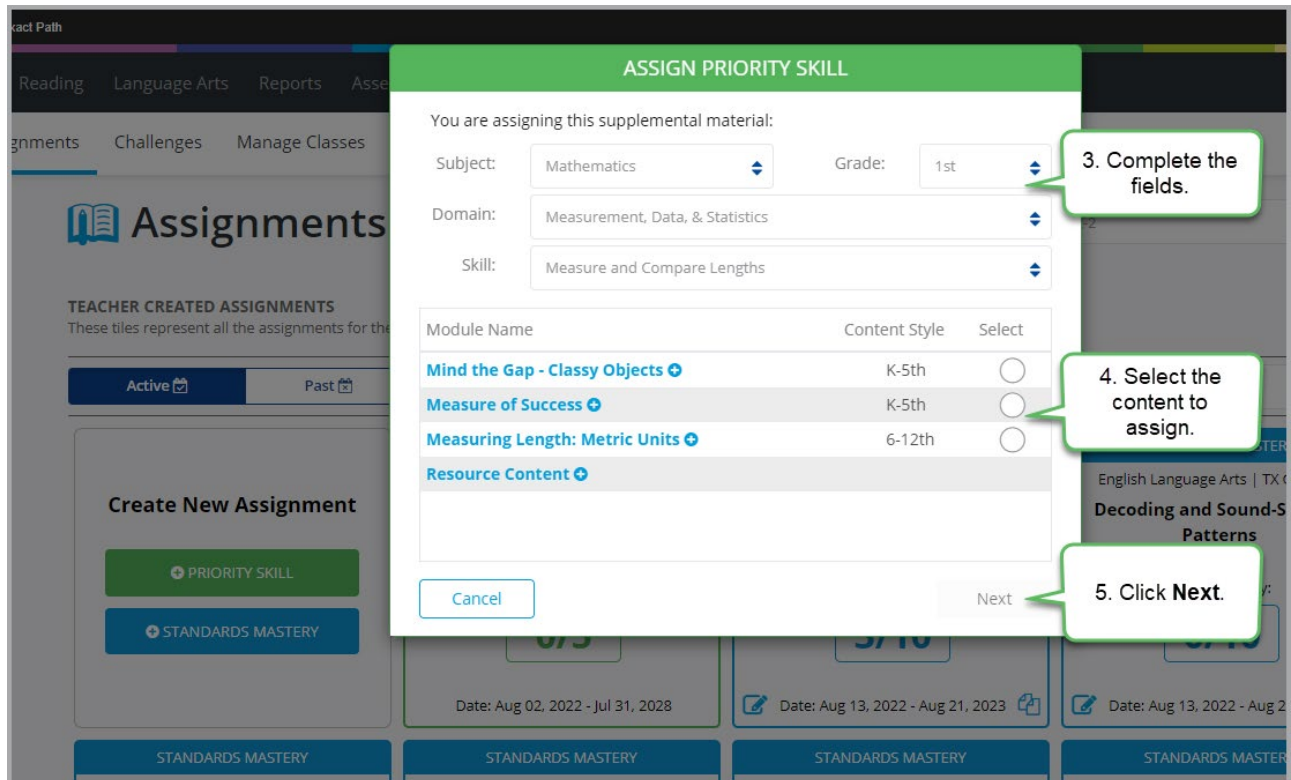 xact Path
Reading Language Arts Reports Asse
gnments Challenges Manage Classes
Assignments
TEACHER CREATED ASSIGNMENTS
These tiles represent all the assignments for the
Active Past
Create New Assignment
PRIORITY SKILL
STANDARDS MASTERY
ASSIGN PRIORITY SKILL
You are assigning this supplemental material:
Subject: Mathematics Grade: 1st
Domain: Measurement, Data, & Statistics
Skill: Measure and Compare Lengths
Module Name Content Style Select
Mind the Gap - Classy Objects K-5th
Measure of Success K-5th
Measuring Length: Metric Units 6-12th
Resource Content
Cancel Next
3. Complete the
fields.
4. Select the
content to
assign.
5. Click Next.
-2
TER
English Language Arts | TX
Decoding and Sound-S
Patterns
y:
Date: Aug 02, 2022 - Jul 31, 2028
Date: Aug 13, 2022 - Aug 21, 2023
Date: Aug 13, 2022 - Aug 2
STANDARDS MASTERY
STANDARDS MASTERY
STANDARDS MASTERY
STANDARDS MASTER